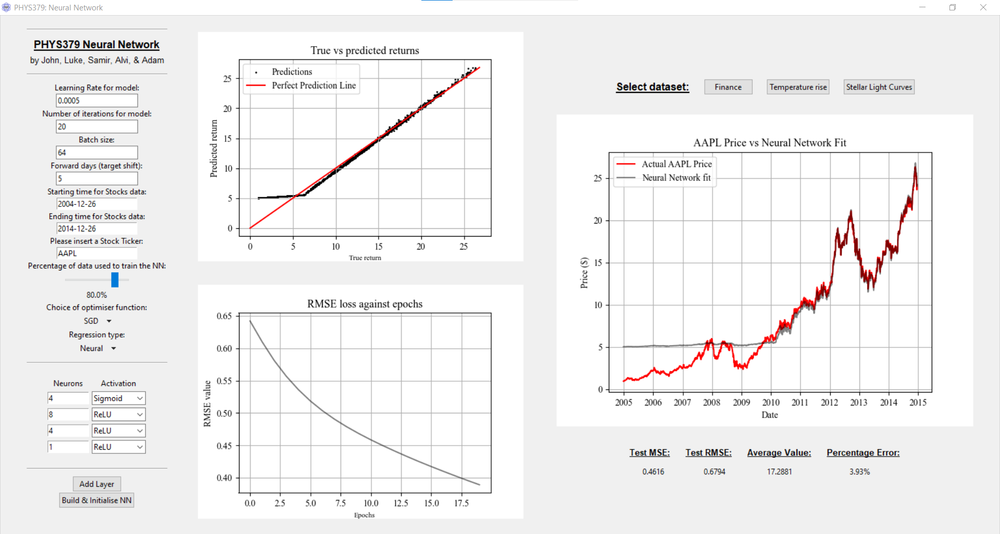 PHYS379: Neural Network
PHYS379 Neural Network
by John, Luke, Samir, Alvi, & Adam
Learning Rate for model:
0.0005
Number of iterations for model:
20
Batch size:
64
Forward days (target shift):
5
Starting time for Stocks data:
2004-12-26
Ending time for Stocks data:
2014-12-26
Please insert a Stock Ticker:
AAPL
Percentage of data used to train the NN:
80.0%
Choice of optimiser function:
SGD
Regression type:
Neural
Neurons Activation
4 Sigmoid
8 ReLU
4 ReLU
1 ReLU
Add Layer
Build & Initialise NN
True vs predicted returns
Predictions
Perfect Prediction Line
Predicted return
25
20
15
10
5
0
0 5 10 15 20 25
True return
RMSE loss against epochs
RMSE value
0.65
0.60
0.55
0.50
0.45
0.40
0.0 2.5 5.0 7.5 10.0 12.5 15.0 17.5
Epochs
Select dataset: Finance Temperature rise Stellar Light Curves
AAPL Price vs Neural Network Fit
Actual AAPL Price
Neural Network fit
Price ($)
25
20
15
10
5
0
2005 2006 2007 2008 2009 2010 2011 2012 2013 2014 2015
Date
Test MSE: Test RMSE: Average Value: Percentage Error:
0.4616 0.6794 17.2881 3.93%